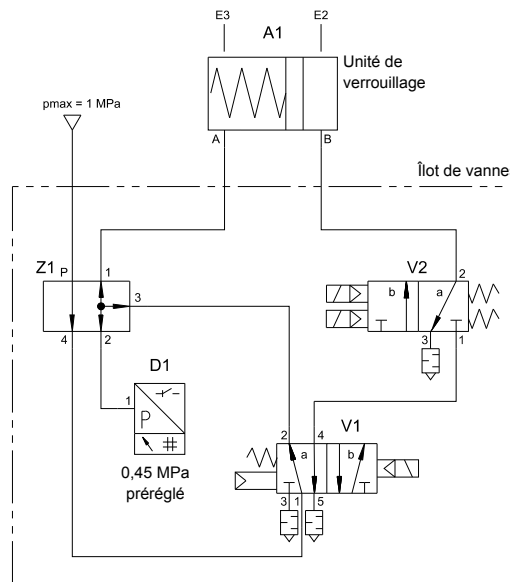 E3
E2
A1
Unité de
verrouillage
pmax = 1 MPa
A
B
Îlot de vanne
Z1
P
1
3
4
2
V2
2
b
a
3
1
D1
1
P
0,45 MPa
préréglé
V1
2
4
a
b
3
1
5